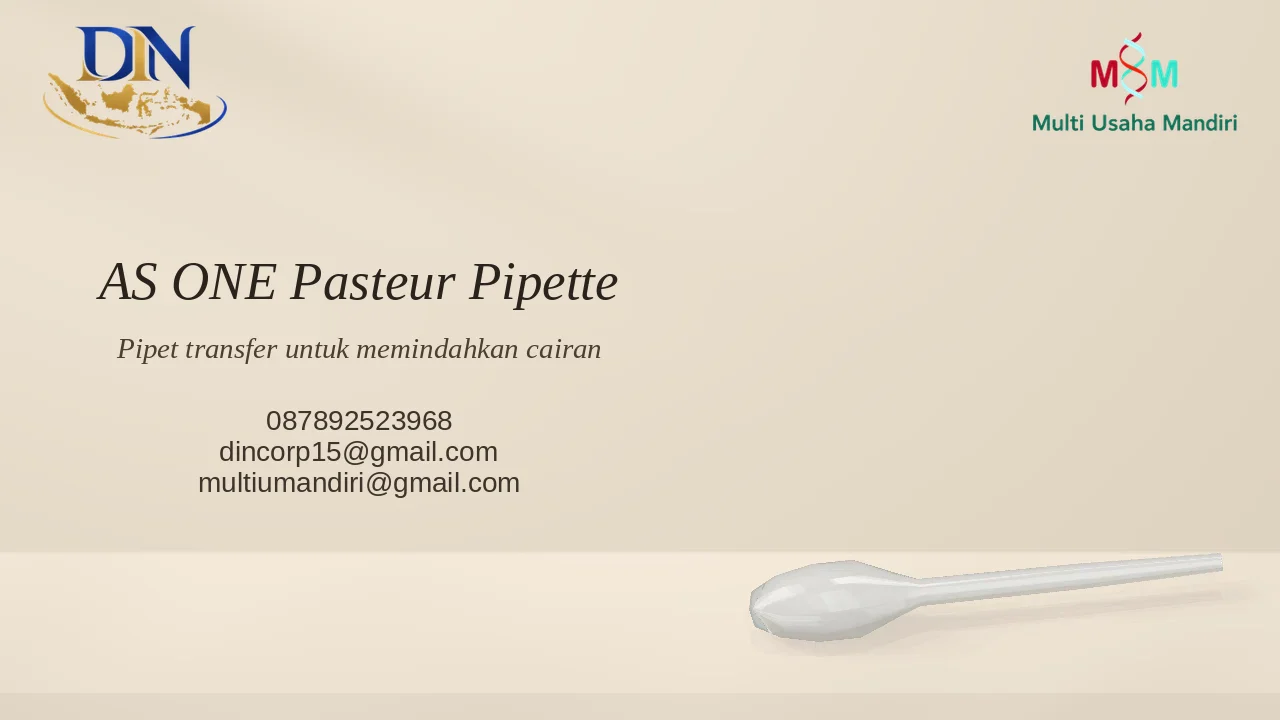 DN
M M
Multi Usaha Mandiri
AS ONE Pasteur Pipette
Pipet transfer untuk memindahkan cairan
087892523968
dincorp15@gmail.com
multiumandiri@gmail.com